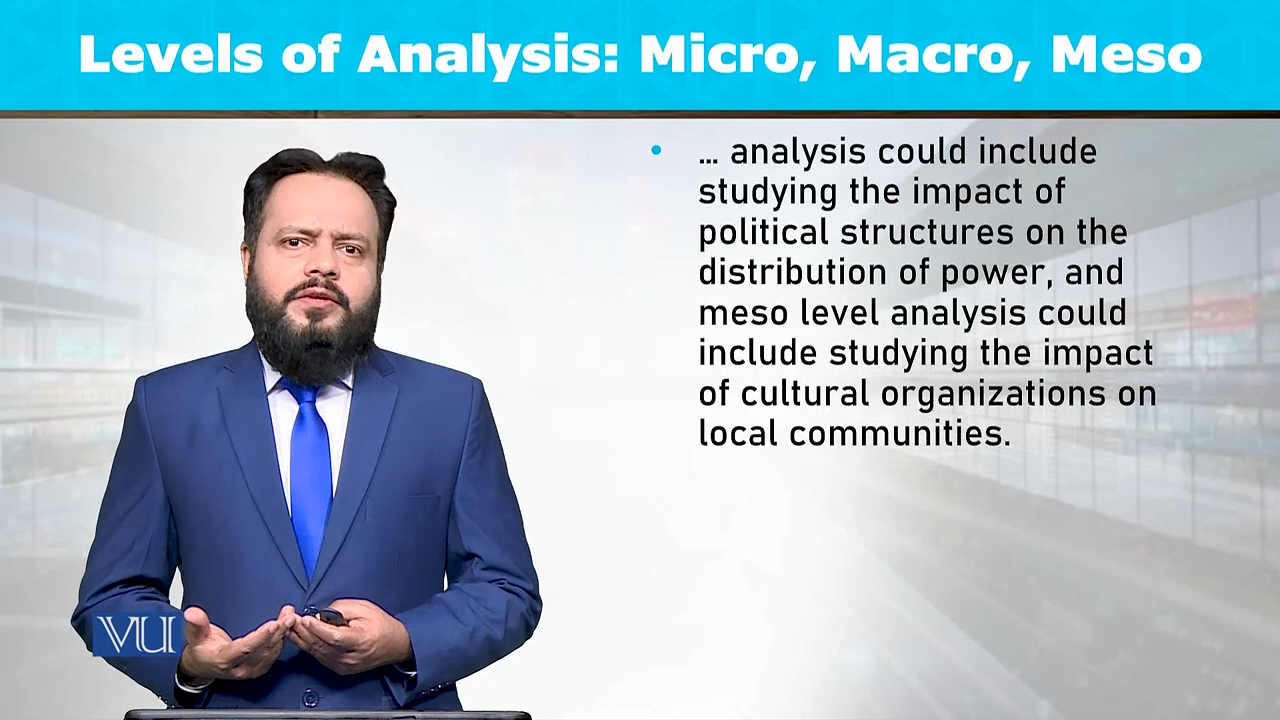 Levels of Analysis: Micro, Macro, Meso
• … analysis could include
studying the impact of
political structures on the
distribution of power, and
meso level analysis could
include studying the impact
of cultural organizations on
local communities.
VU